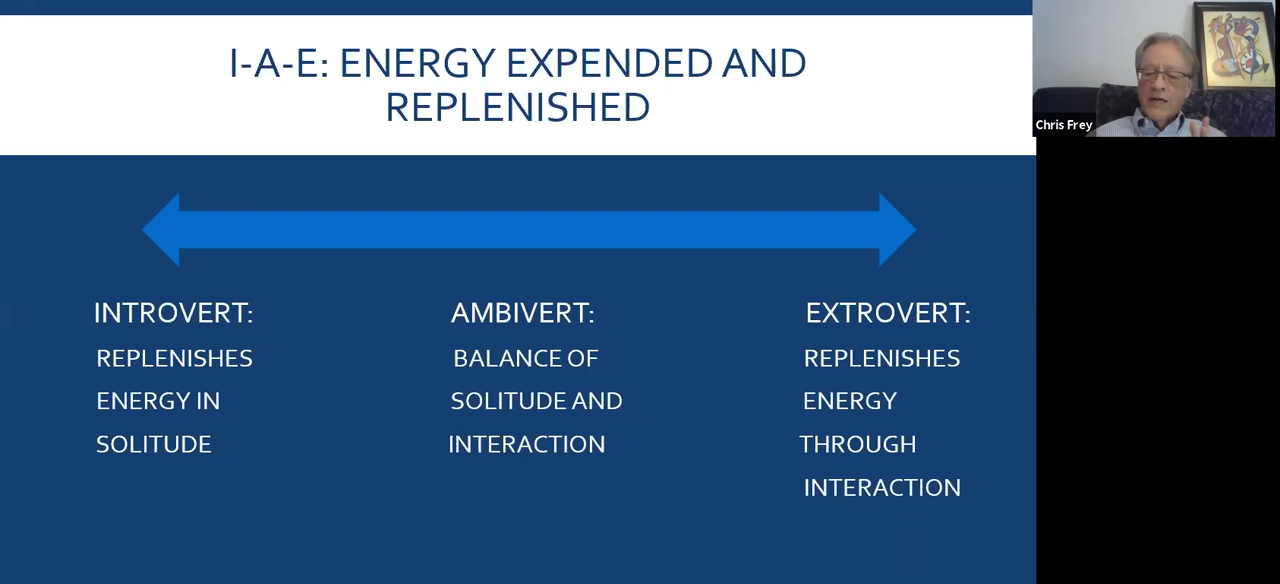 I-A-E: ENERGY EXPENDED AND
REPLENISHED
Chris Frey
INTROVERT:
REPLENISHES
ENERGY IN
SOLITUDE
AMBIVERT:
BALANCE OF
SOLITUDE AND
INTERACTION
EXTROVERT:
REPLENISHES
ENERGY
THROUGH
INTERACTION